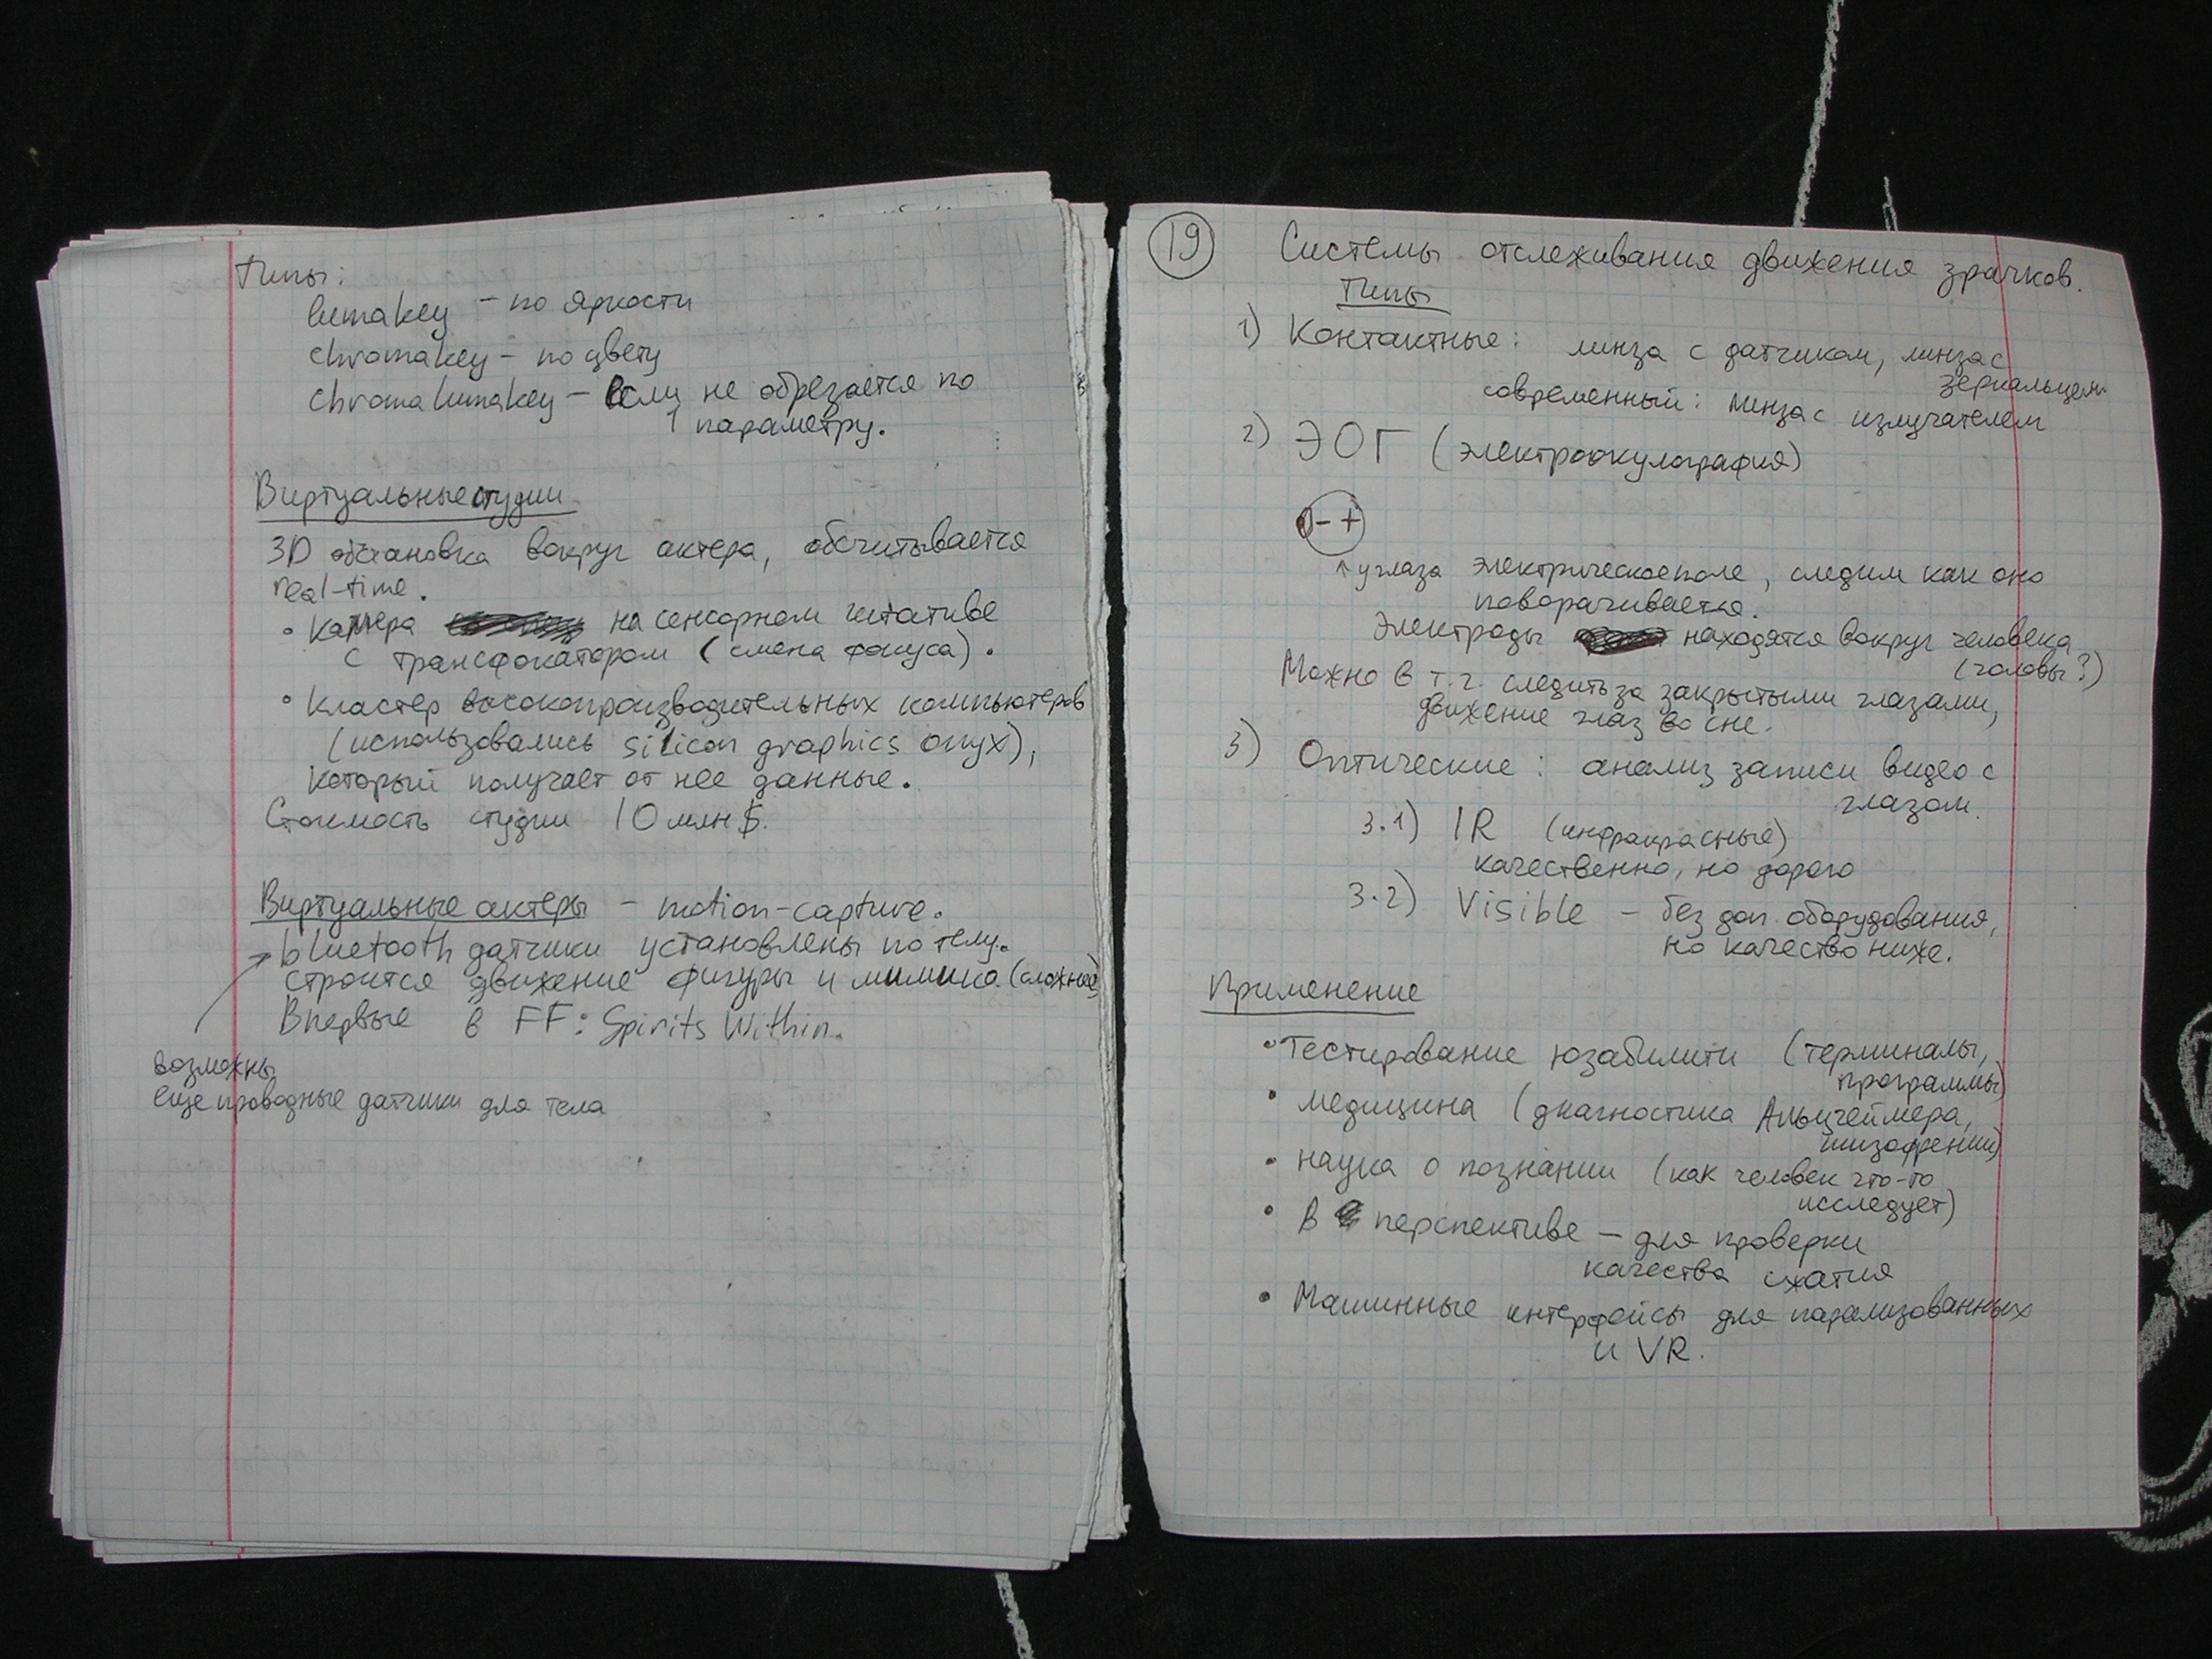 Типы:
lumakey – по яркости
chromakey – по цвету
chromalumakey – если не обрезается по
1 параметру.
Виртуальные студии
3D обстановка вокруг актера, обсчитывается
real-time.
• Камера на сенсорном штативе
с трансфокатором (смена фокуса).
• Кластер высокопроизводительных компьютеров
(использовались silicon graphics onyx),
который получает от нее данные.
Стоимость студии 10 млн $.
Виртуальные актеры – motion-capture.
bluetooth датчики установлены по телу.
строится движение фигуры и мимика (сложнее)
Впервые в FF: Spirits Within.
возможны
еще проводные датчики для тела
19 Системы отслеживания движения зрачков.
Типы
1) Контактные: линза с датчиком, линза с
зеркальцем
современный: линза с излучателем
2) ЭОГ (электроокулография)
– +
↑ у глаза электрическое поле, следим как оно
поворачивается.
Электроды находятся вокруг человека
(головы?)
Можно в т.ч. следить за закрытыми глазами,
движение глаз во сне.
3) Оптические: анализ записи видео с
глазом.
3.1) IR (инфракрасные)
качественно, но дорого
3.2) Visible – без доп. оборудования,
но качество ниже.
Применение
• Тестирование юзабилити (терминалы,
программы)
• медицина (диагностика Альцгеймера,
шизофрении)
• наука о познании (как человек что-то
исследует)
• В перспективе – для проверки
качества сжатия
• Машинные интерфейсы для парализованных
и VR.